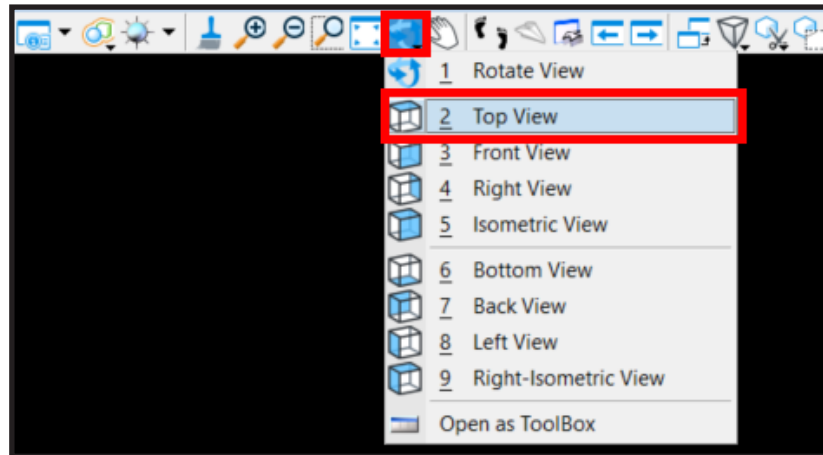 1 Rotate View
2 Top View
3 Front View
4 Right View
5 Isometric View
6 Bottom View
7 Back View
8 Left View
9 Right-Isometric View
Open as ToolBox